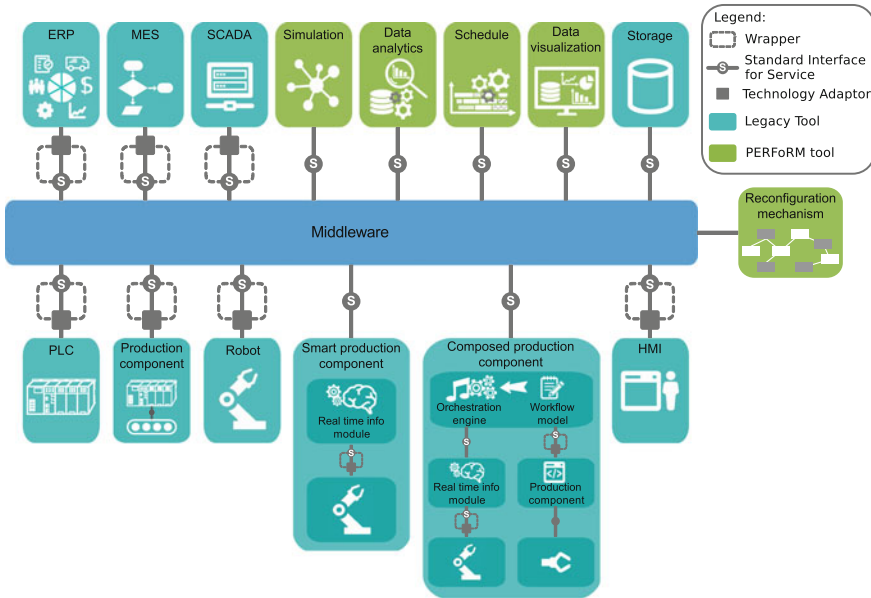 ERP
MES
SCADA
Simulation
Data
analytics
Schedule
Data
visualization
Storage
$
Legend:
Wrapper
S
Standard Interface
for Service
Technology Adaptor
Legacy Tool
PERFoRM tool
S
S
S
S
S
S
S
S
Middleware
Reconfiguration
mechanism
S
S
S
S
S
S
PLC
Production
component
Robot
Smart production
component
Composed production
component
HMI
Real time info
module
Orchestration
engine
Workflow
model
S
S
S
</>
Real time info
module
Production
component
S